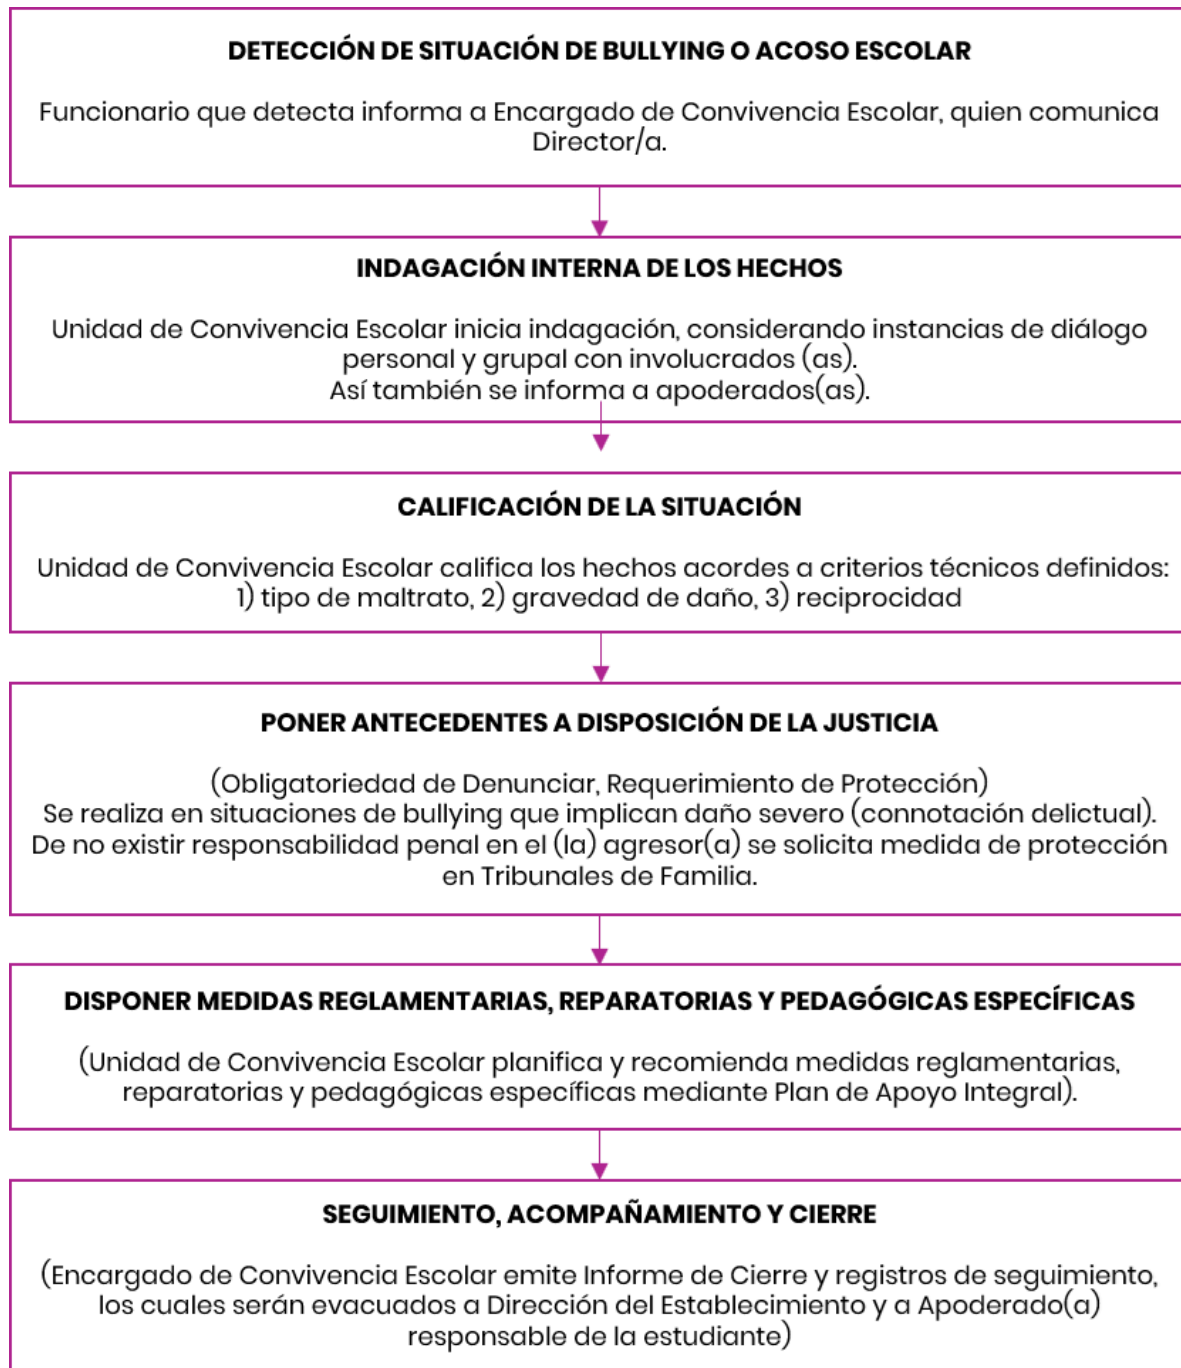 DETECCIÓN DE SITUACIÓN DE BULLYING O ACOSO ESCOLAR
Funcionario que detecta informa a Encargado de Convivencia Escolar, quien comunica
Director/a.
INDAGACIÓN INTERNA DE LOS HECHOS
Unidad de Convivencia Escolar inicia indagación, considerando instancias de diálogo
personal y grupal con involucrados (as).
Así también se informa a apoderados(as).
CALIFICACIÓN DE LA SITUACIÓN
Unidad de Convivencia Escolar califica los hechos acordes a criterios técnicos definidos:
1) tipo de maltrato, 2) gravedad de daño, 3) reciprocidad
PONER ANTECEDENTES A DISPOSICIÓN DE LA JUSTICIA
(Obligatoriedad de Denunciar, Requerimiento de Protección)
Se realiza en situaciones de bullying que implican daño severo (connotación delictual).
De no existir responsabilidad penal en el (la) agresor(a) se solicita medida de protección
en Tribunales de Familia.
DISPONER MEDIDAS REGLAMENTARIAS, REPARATORIAS Y PEDAGÓGICAS ESPECÍFICAS
(Unidad de Convivencia Escolar planifica y recomienda medidas reglamentarias,
reparatorias y pedagógicas específicas mediante Plan de Apoyo Integral).
SEGUIMIENTO, ACOMPAÑAMIENTO Y CIERRE
(Encargado de Convivencia Escolar emite Informe de Cierre y registros de seguimiento,
los cuales serán evacuados a Dirección del Establecimiento y a Apoderado(a)
responsable de la estudiante)